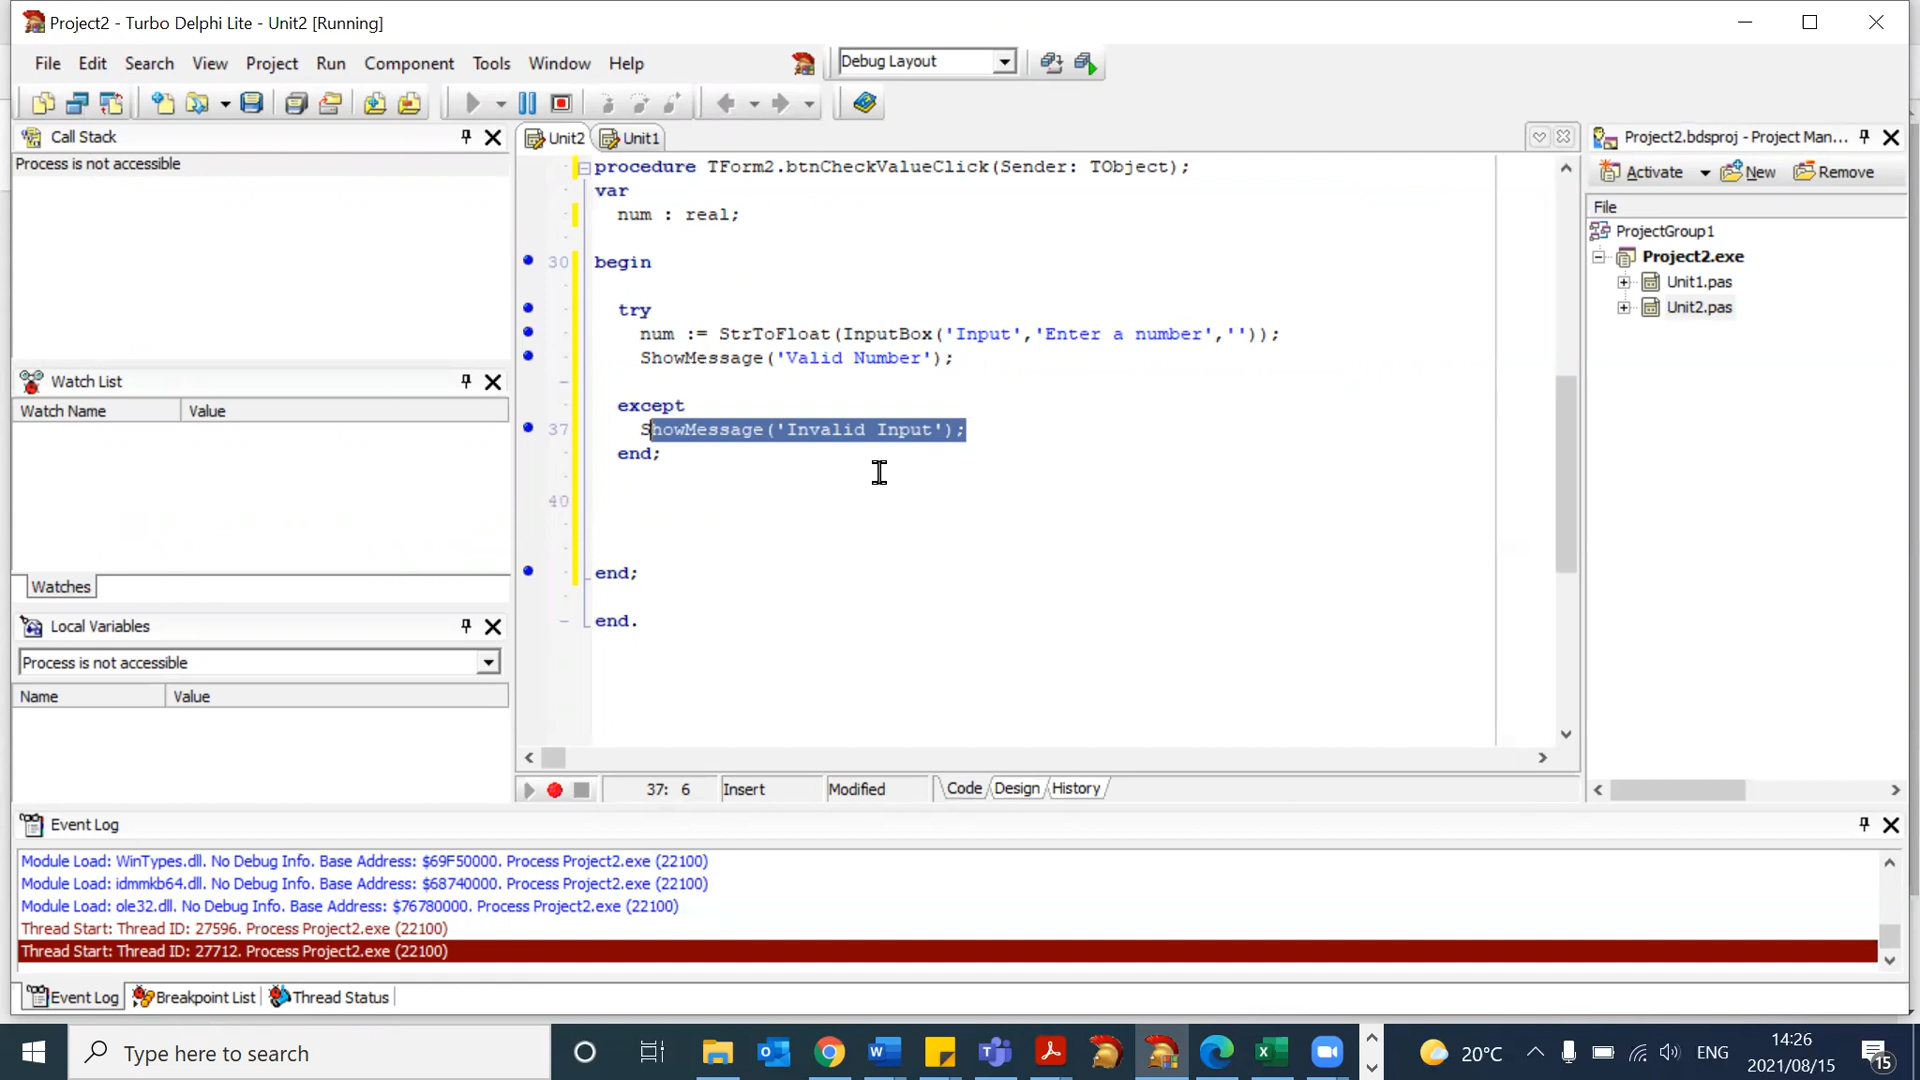 Project2 - Turbo Delphi Lite - Unit2 [Running]
File Edit Search View Project Run Component Tools Window Help
Debug Layout
Call Stack
Process is not accessible
Watch List
Watch Name Value
Watches
Local Variables
Process is not accessible
Name Value
Unit2 Unit1
procedure TForm2.btnCheckValueClick(Sender: TObject);
var
num : real;
30 begin
try
num := StrToFloat(InputBox('Input','Enter a number',''));
ShowMessage('Valid Number');
except
37 ShowMessage('Invalid Input');
end;
40
end;
end.
37: 6 Insert Modified Code Design History
Project2.bdsproj - Project Man...
Activate New Remove
File
ProjectGroup1
Project2.exe
Unit1.pas
Unit2.pas
Event Log
Module Load: WinTypes.dll. No Debug Info. Base Address: $69F50000. Process Project2.exe (22100)
Module Load: idmmkb64.dll. No Debug Info. Base Address: $68740000. Process Project2.exe (22100)
Module Load: ole32.dll. No Debug Info. Base Address: $76780000. Process Project2.exe (22100)
Thread Start: Thread ID: 27596. Process Project2.exe (22100)
Thread Start: Thread ID: 27712. Process Project2.exe (22100)
Event Log Breakpoint List Thread Status
Type here to search
20°C
ENG
14:26
2021/08/15
15